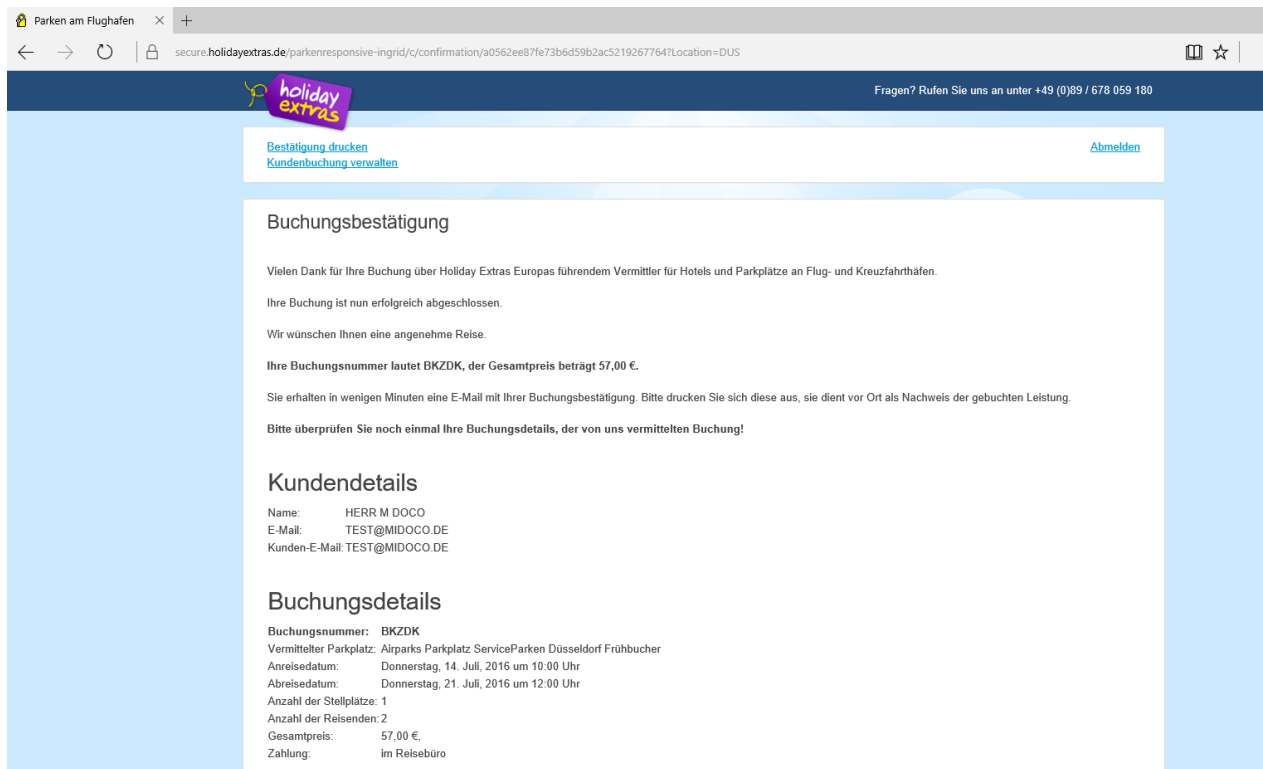 Parken am Flughafen
secure.holidayextras.de/parkenresponsive-ingrid/c/confirmation/a0562ee87fe73b6d59b2ac5219267764?Location=DUS
holiday extras
Fragen? Rufen Sie uns an unter +49 (0)89 / 678 059 180
Bestätigung drucken
Abmelden
Kundenbuchung verwalten
Buchungsbestätigung
Vielen Dank für Ihre Buchung über Holiday Extras Europas führendem Vermittler für Hotels und Parkplätze an Flug- und Kreuzfahrthäfen.
Ihre Buchung ist nun erfolgreich abgeschlossen.
Wir wünschen Ihnen eine angenehme Reise.
Ihre Buchungsnummer lautet BKZDK, der Gesamtpreis beträgt 57,00 €.
Sie erhalten in wenigen Minuten eine E-Mail mit Ihrer Buchungsbestätigung. Bitte drucken Sie sich diese aus, sie dient vor Ort als Nachweis der gebuchten Leistung.
Bitte überprüfen Sie noch einmal Ihre Buchungsdetails, der von uns vermittelten Buchung!
Kundendetails
Name: HERR M DOCO
E-Mail: TEST@MIDOCO.DE
Kunden-E-Mail: TEST@MIDOCO.DE
Buchungsdetails
Buchungsnummer: BKZDK
Vermittelter Parkplatz: Airparks Parkplatz ServiceParken Düsseldorf Frühbucher
Anreisedatum: Donnerstag, 14. Juli, 2016 um 10:00 Uhr
Abreisedatum: Donnerstag, 21. Juli, 2016 um 12:00 Uhr
Anzahl der Stellplätze: 1
Anzahl der Reisenden: 2
Gesamtpreis: 57,00 €,
Zahlung: im Reisebüro